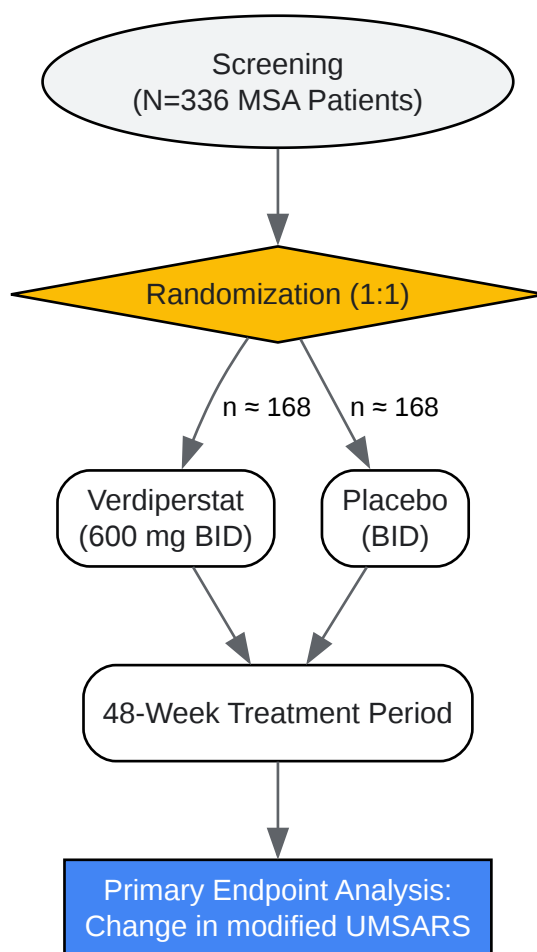 Screening
(N=336 MSA Patients)
Randomization (1:1)
n ≈ 168
n ≈ 168
Verdiperstat
(600 mg BID)
Placebo
(BID)
48-Week Treatment Period
Primary Endpoint Analysis:
Change in modified UMSARS